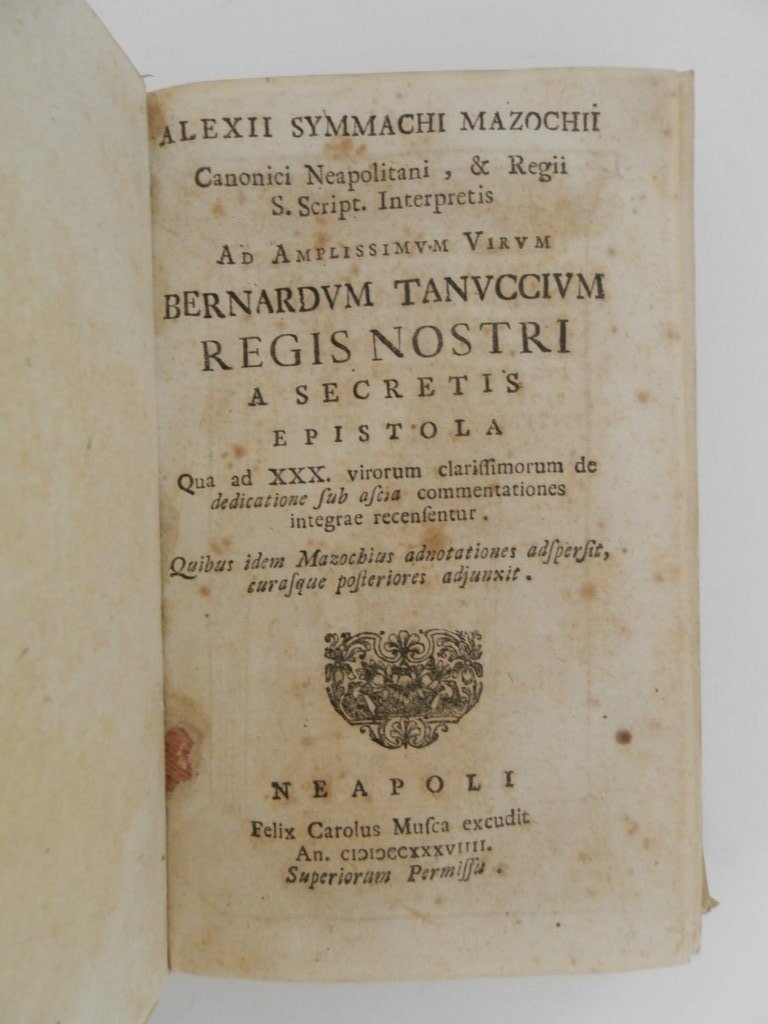 ALEXII SYMMACHI MAZOCHII
Canonici Neapolitani , & Regii
S. Script. Interpretis
AD AMPLISSIMVM VIRVM
BERNARDVM TANVCCIVM
REGIS NOSTRI
A SECRETIS
EPISTOLA
Qua ad XXX. virorum clariſſimorum de
dedicatione ſub aſcia commentationes
integrae recenſentur .
Quibus idem Mazochius adnotationes adſperſit,
curaſque poſteriores adjunxit .
NEAPOLI
Felix Carolus Muſca excudit
An. CIↃIↃCCXXXVIIII.
Superiorum Permiſſu .